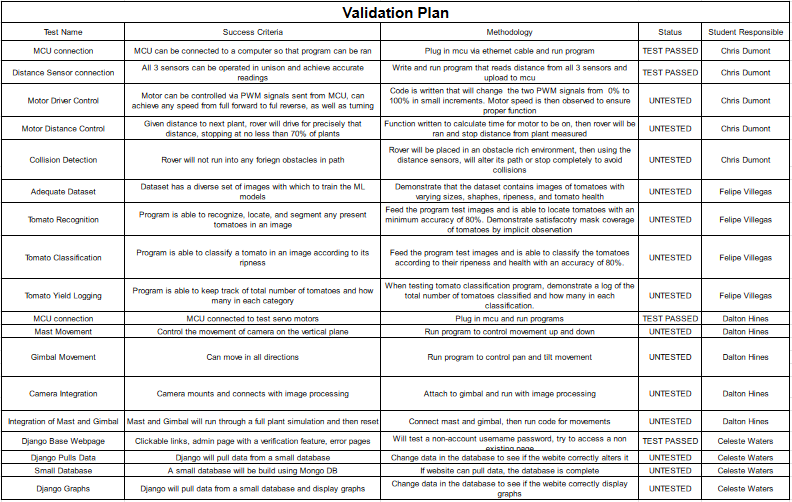 Validation Plan
Test Name Success Criteria Methodology Status Student Responsible
MCU connection MCU can be connected to a computer so that program can be ran Plug in mcu via ethernet cable and run program TEST PASSED Chris Dumont
Distance Sensor connection All 3 sensors can be operated in unison and achieve accurate
readings Write and run program that reads distance from all 3 sensors and
upload to mcu TEST PASSED Chris Dumont
Motor Driver Control Motor can be controlled via PWM signals sent from MCU, can
achieve any speed from full forward to ful reverse, as well as turning Code is written that will change the two PWM signals from 0% to
100% in small increments. Motor speed is then observed to ensure
proper function UNTESTED Chris Dumont
Motor Distance Control Given distance to next plant, rover will drive for precisely that
distance, stopping at no less than 70% of plants Function written to calculate time for motor to be on, then rover will be
ran and stop distance from plant measured UNTESTED Chris Dumont
Collision Detection Rover will not run into any foriegn obstacles in path Rover will be placed in an obstacle rich environment, then using the
distance sensors, will alter its path or stop completely to avoid
collisions UNTESTED Chris Dumont
Adequate Dataset Dataset has a diverse set of images with which to train the ML
models Demonstrate that the dataset contains images of tomatoes with
varying sizes, shaphes, ripeness, and tomato health UNTESTED Felipe Villegas
Tomato Recognition Program is able to recognize, locate, and segment any present
tomatoes in an image Feed the program test images and is able to locate tomatoes with an
minimum accuracy of 80%. Demonstrate satisfacotry mask coverage
of tomatoes by implicit observation UNTESTED Felipe Villegas
Tomato Classification Program is able to classify a tomato in an image according to its
ripness Feed the program test images and is able to classify the tomatoes
according to their ripeness and health with an accuracy of 80%. UNTESTED Felipe Villegas
Tomato Yield Logging Program is able to keep track of total number of tomatoes and how
many in each category When testing tomato classification program, demonstrate a log of the
total number of tomatoes classified and how many in each
classification. UNTESTED Felipe Villegas
MCU connection MCU connected to test servo motors Plug in mcu and run programs TEST PASSED Dalton Hines
Mast Movement Control the movement of camera on the vertical plane Run program to control movement up and down UNTESTED Dalton Hines
Gimbal Movement Can move in all directions Run program to control pan and tilt movement UNTESTED Dalton Hines
Camera Integration Camera mounts and connects with image processing Attach to gimbal and run with image processing UNTESTED Dalton Hines
Integration of Mast and Gimbal Mast and Gimbal will run through a full plant simulation and then reset Connect mast and gimbal, then run code for movements UNTESTED Dalton Hines
Django Base Webpage Clickable links, admin page with a verification feature, error pages Will test a non-account username password, try to access a non
existing page TEST PASSED Celeste Waters
Django Pulls Data Django will pull data from a small database Change data in the database to see if the webite correctly alters it UNTESTED Celeste Waters
Small Database A small database will be build using Mongo DB If website can pull data, the database is complete UNTESTED Celeste Waters
Django Graphs Django will pull data from a small database and display graphs Change data in the database to see if the webite correctly display
graphs UNTESTED Celeste Waters